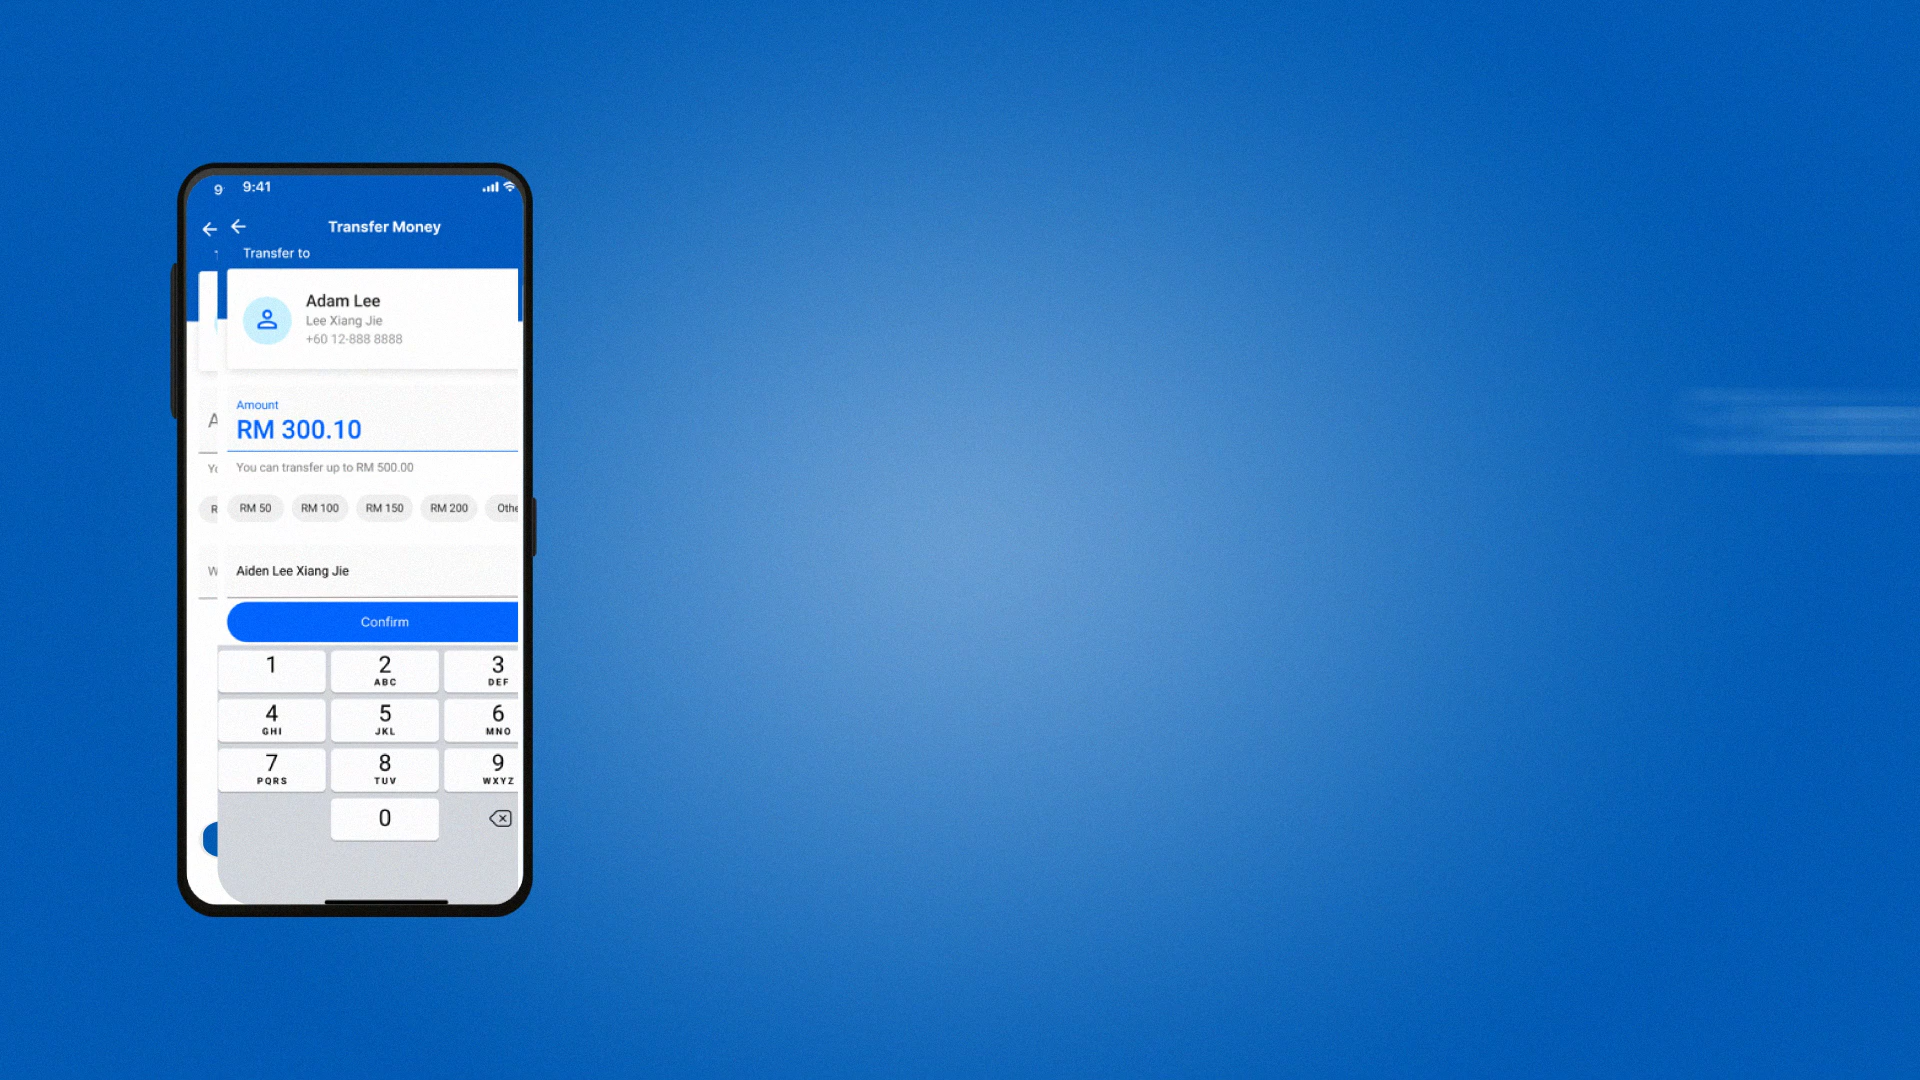 9:41
Transfer Money
Transfer to
Adam Lee
Lee Xiang Jie
+60 12-888 8888
Amount
RM 300.10
You can transfer up to RM 500.00
RM 50 RM 100 RM 150 RM 200
Aiden Lee Xiang Jie
Confirm
1 2 3
ABC DEF
4 5 6
GHI JKL MNO
7 8 9
PQRS TUV WXYZ
0